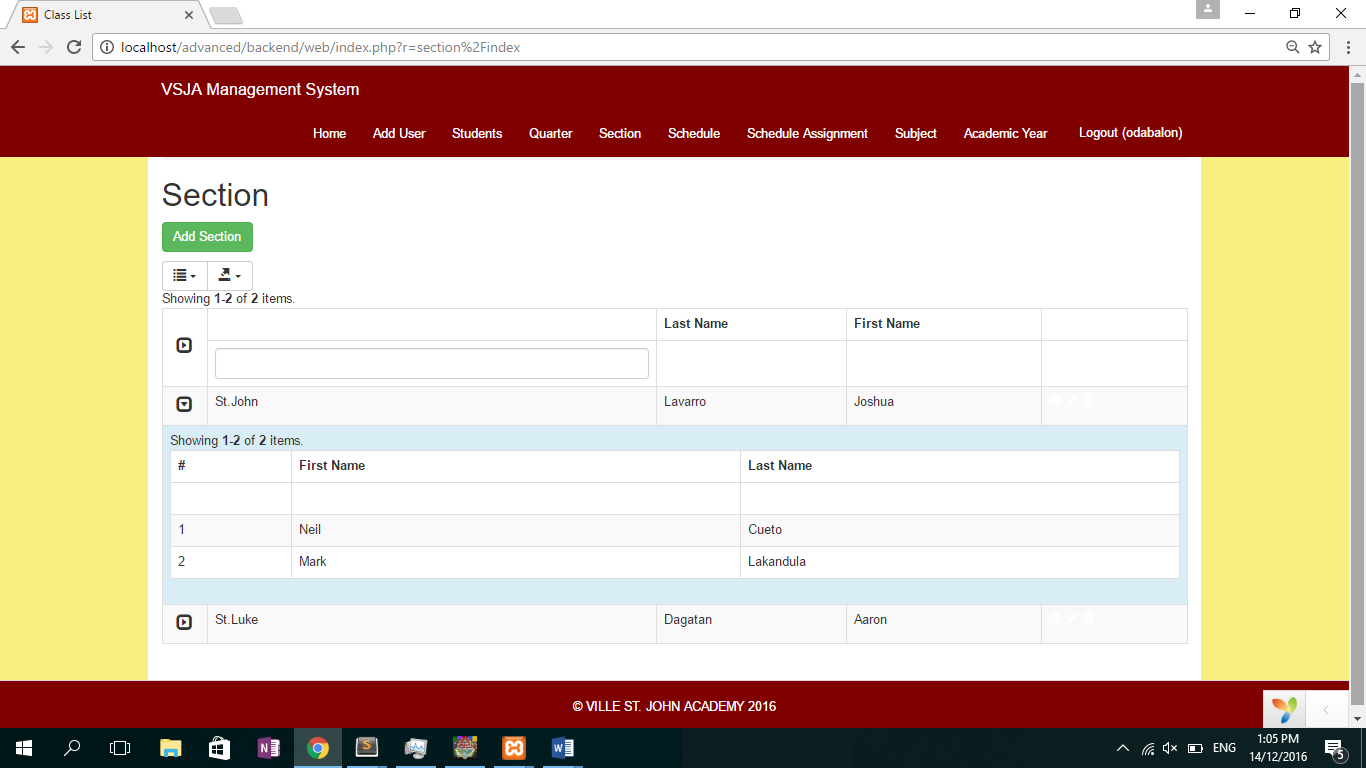 Class List
localhost/advanced/backend/web/index.php?r=section%2Findex
VSJA Management System
Home Add User Students Quarter Section Schedule Schedule Assignment Subject Academic Year Logout (odabalon)
Section
Add Section
Showing 1-2 of 2 items.
Last Name First Name
St.John Lavarro Joshua
Showing 1-2 of 2 items.
# First Name Last Name
1 Neil Cueto
2 Mark Lakandula
St.Luke Dagatan Aaron
© VILLE ST. JOHN ACADEMY 2016
ENG 1:05 PM
14/12/2016 5